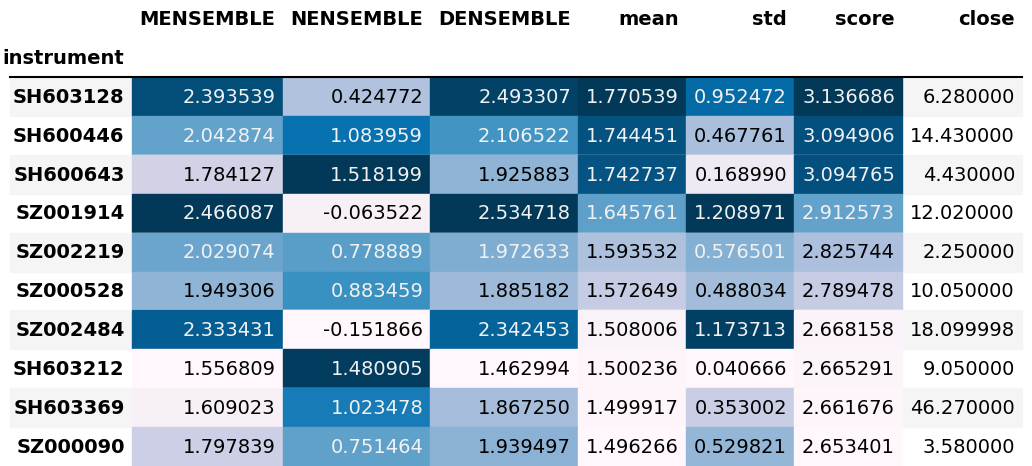 MENSEMBLE NENSEMBLE DENSEMBLE mean std score close
instrument
SH603128 2.393539 0.424772 2.493307 1.770539 0.952472 3.136686 6.280000
SH600446 2.042874 1.083959 2.106522 1.744451 0.467761 3.094906 14.430000
SH600643 1.784127 1.518199 1.925883 1.742737 0.168990 3.094765 4.430000
SZ001914 2.466087 -0.063522 2.534718 1.645761 1.208971 2.912573 12.020000
SZ002219 2.029074 0.778889 1.972633 1.593532 0.576501 2.825744 2.250000
SZ000528 1.949306 0.883459 1.885182 1.572649 0.488034 2.789478 10.050000
SZ002484 2.333431 -0.151866 2.342453 1.508006 1.173713 2.668158 18.099998
SH603212 1.556809 1.480905 1.462994 1.500236 0.040666 2.665291 9.050000
SH603369 1.609023 1.023478 1.867250 1.499917 0.353002 2.661676 46.270000
SZ000090 1.797839 0.751464 1.939497 1.496266 0.529821 2.653401 3.580000